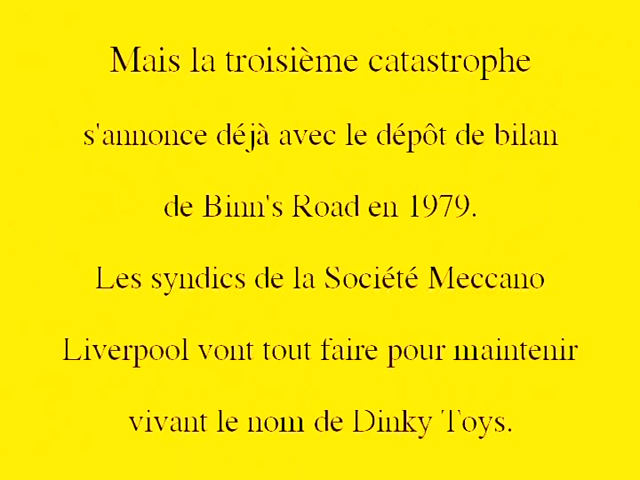 Mais la troisième catastrophe
s'annonce déjà avec le dépôt de bilan
de Binn's Road en 1979.
Les syndics de la Société Meccano
Liverpool vont tout faire pour maintenir
vivant le nom de Dinky Toys.